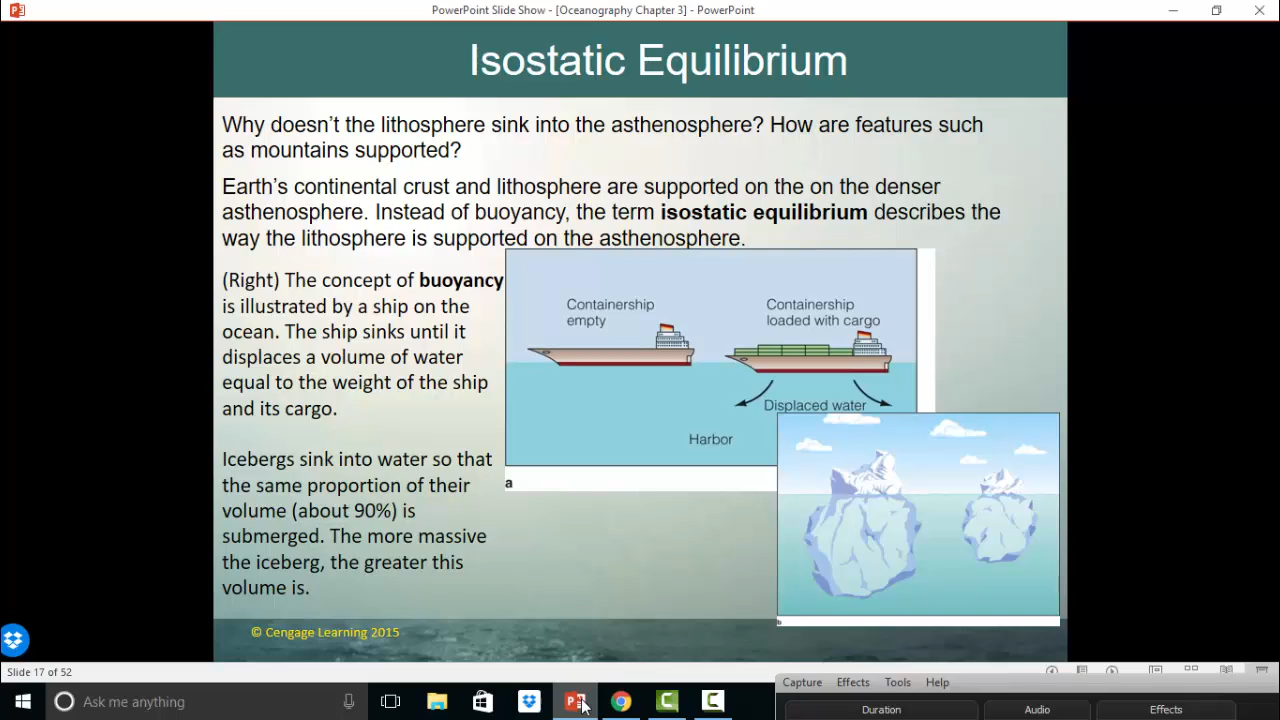 PowerPoint Slide Show - [Oceanography Chapter 3] - PowerPoint
Isostatic Equilibrium
Why doesn’t the lithosphere sink into the asthenosphere? How are features such
as mountains supported?
Earth’s continental crust and lithosphere are supported on the on the denser
asthenosphere. Instead of buoyancy, the term isostatic equilibrium describes the
way the lithosphere is supported on the asthenosphere.
(Right) The concept of buoyancy
is illustrated by a ship on the
ocean. The ship sinks until it
displaces a volume of water
equal to the weight of the ship
and its cargo.
Icebergs sink into water so that
the same proportion of their
volume (about 90%) is
submerged. The more massive
the iceberg, the greater this
volume is.
Containership
empty
Containership
loaded with cargo
Displaced water
Harbor
a
b
© Cengage Learning 2015
Slide 17 of 52
Ask me anything
Capture Effects Tools Help
Duration Audio Effects